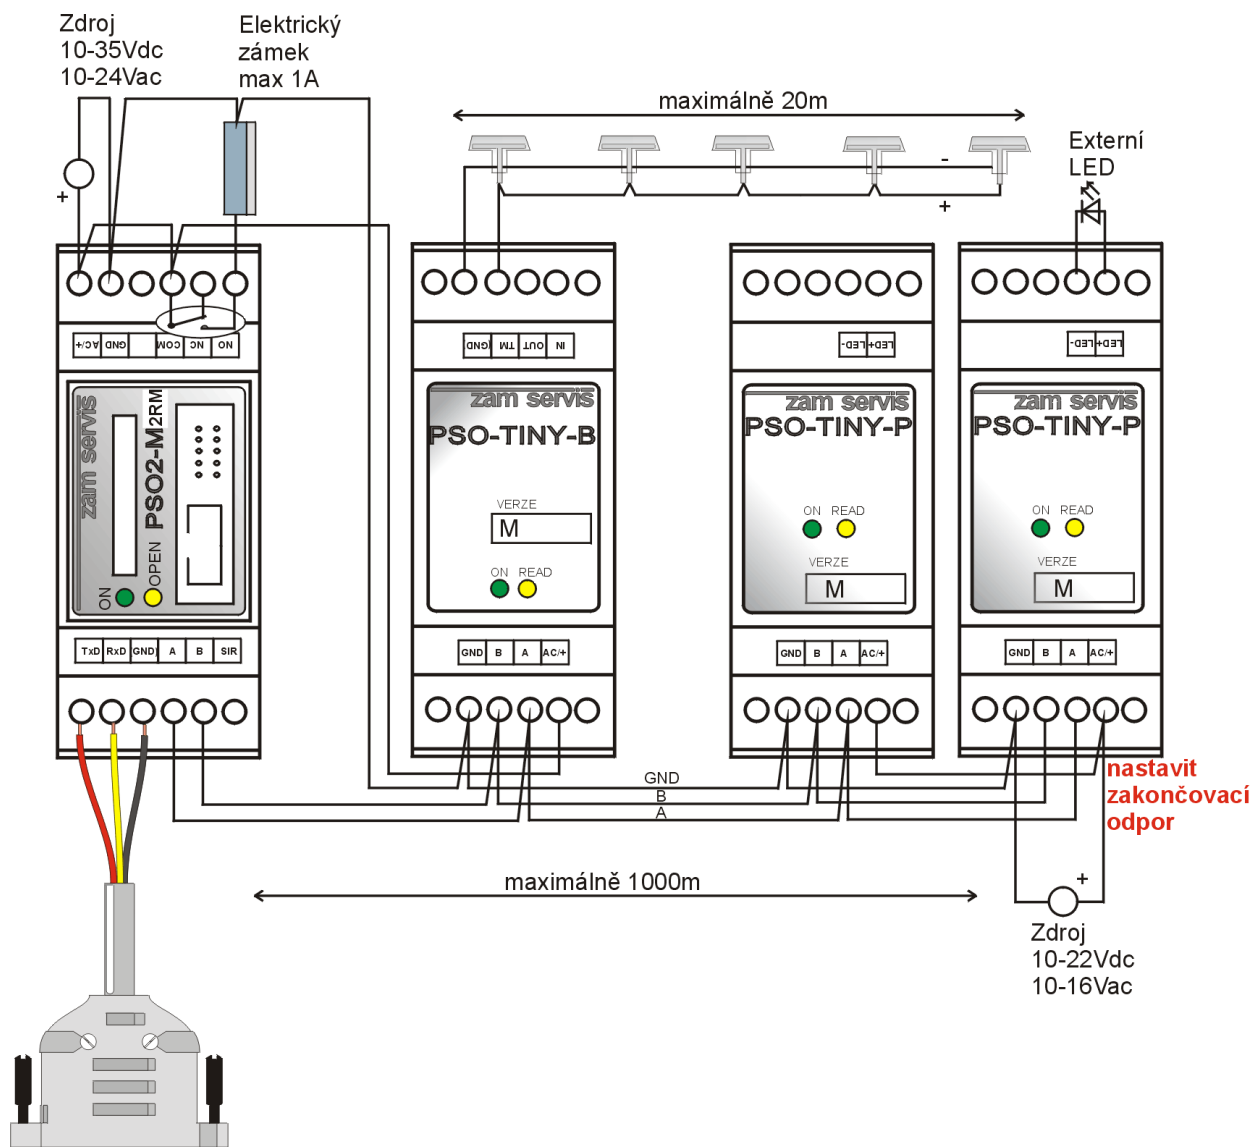 Zdroj
10-35Vdc
10-24Vac
+
Elektrický
zámek
max 1A
maximálně 20m
-
+
Externí
LED
AC/+ GND COM NC NO
zam servis
PSO2-M2RM
ON
OPEN
TxD RxD (GND) A B SIR
(GND) TM OUT IN
zam servis
PSO-TINY-B
VERZE
M
ON READ
GND B A AC/+
LED- LED+
zam servis
PSO-TINY-P
ON READ
VERZE
M
GND B A AC/+
LED- LED+
zam servis
PSO-TINY-P
ON READ
VERZE
M
GND B A AC/+
GND
B
A
nastavit
zakončovací
odpor
maximálně 1000m
+
Zdroj
10-22Vdc
10-16Vac